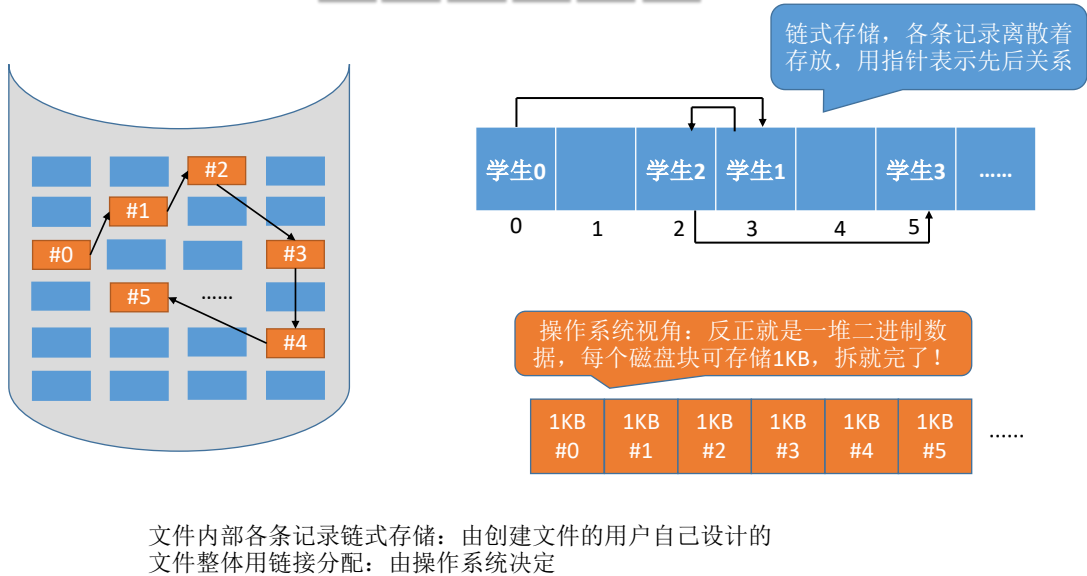 链式存储，各条记录离散着
存放，用指针表示先后关系
学生0 学生2 学生1 学生3 ……
0 1 2 3 4 5
#2
#1
#0 #3
#5 ……
#4
操作系统视角：反正就是一堆二进制数
据，每个磁盘块可存储1KB，拆就完了！
1KB 1KB 1KB 1KB 1KB 1KB
#0 #1 #2 #3 #4 #5 ……
文件内部各条记录链式存储：由创建文件的用户自己设计的
文件整体用链接分配：由操作系统决定